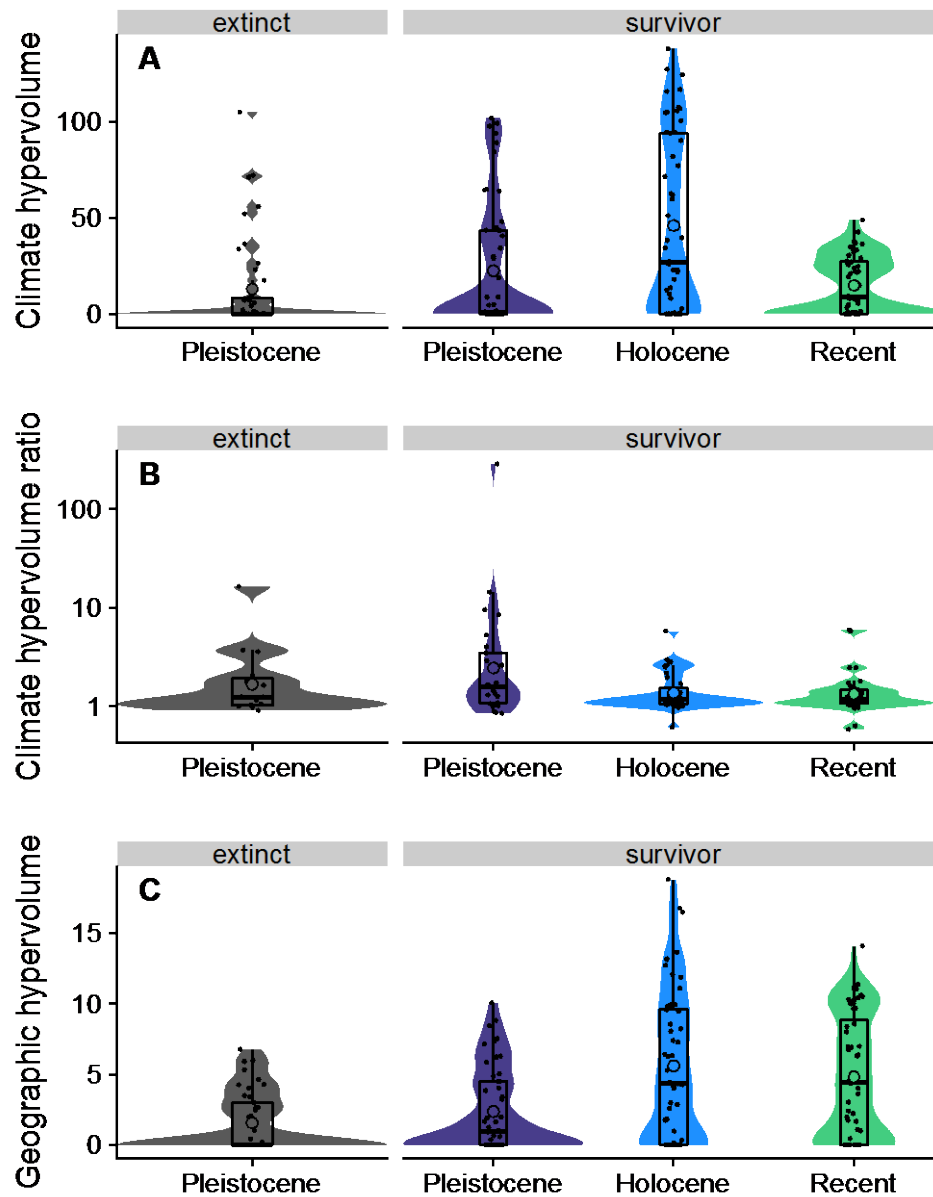 extinct survivor
A
Climate hypervolume
100
50
0
Pleistocene Pleistocene Holocene Recent
extinct survivor
B
Climate hypervolume ratio
100
10
1
Pleistocene Pleistocene Holocene Recent
extinct survivor
C
Geographic hypervolume
15
10
5
0
Pleistocene Pleistocene Holocene Recent